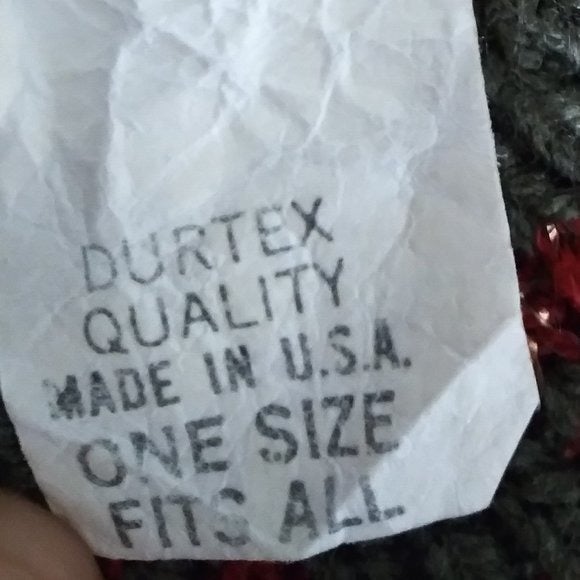 DURTEX
QUALITY
MADE IN U.S.A.
ONE SIZE
FITS ALL